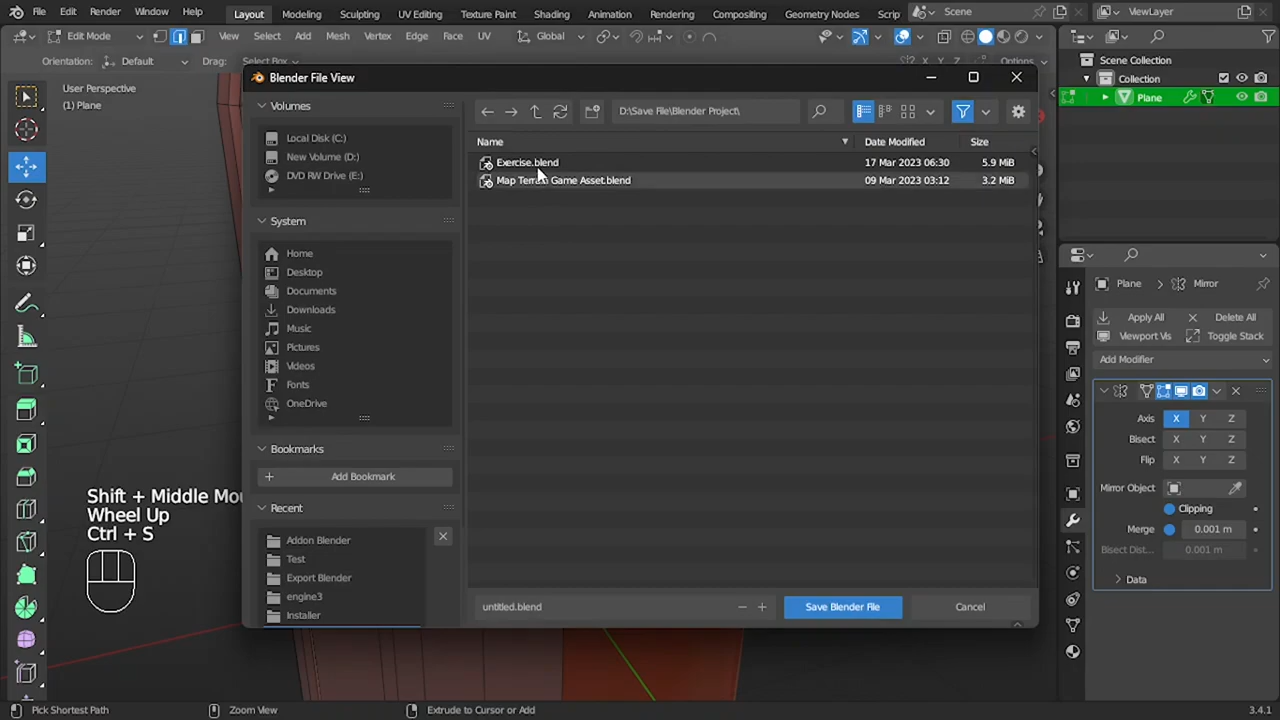 File Edit Render Window Help
Layout Modeling Sculpting UV Editing Texture Paint Shading Animation Rendering Compositing Geometry Nodes Scrip
Scene
ViewLayer
Edit Mode
View Select Add Mesh Vertex Edge Face UV
Global
Orientation: Default Drag: Select Box
X Y Z Options
User Perspective
(1) Plane
Scene Collection
Collection
Plane
Blender File View
Volumes
Local Disk (C:)
New Volume (D:)
DVD RW Drive (E:)
System
Home
Desktop
Documents
Downloads
Music
Pictures
Videos
Fonts
OneDrive
Bookmarks
Add Bookmark
Recent
Addon Blender
Test
Export Blender
engine3
Installer
D:\Save File\Blender Project\
Name Date Modified Size
Exercise.blend 17 Mar 2023 06:30 5.9 MiB
Map Terrain Game Asset.blend 09 Mar 2023 03:12 3.2 MiB
untitled.blend
Save Blender File
Cancel
Shift + Middle Mou
Wheel Up
Ctrl + S
Plane > Mirror
Apply All Delete All
Viewport Vis Toggle Stack
Add Modifier
Axis X Y Z
Bisect X Y Z
Flip X Y Z
Mirror Object
Clipping
Merge 0.001 m
Bisect Dist... 0.001 m
Data
Pick Shortest Path Zoom View Extrude to Cursor or Add 3.4.1